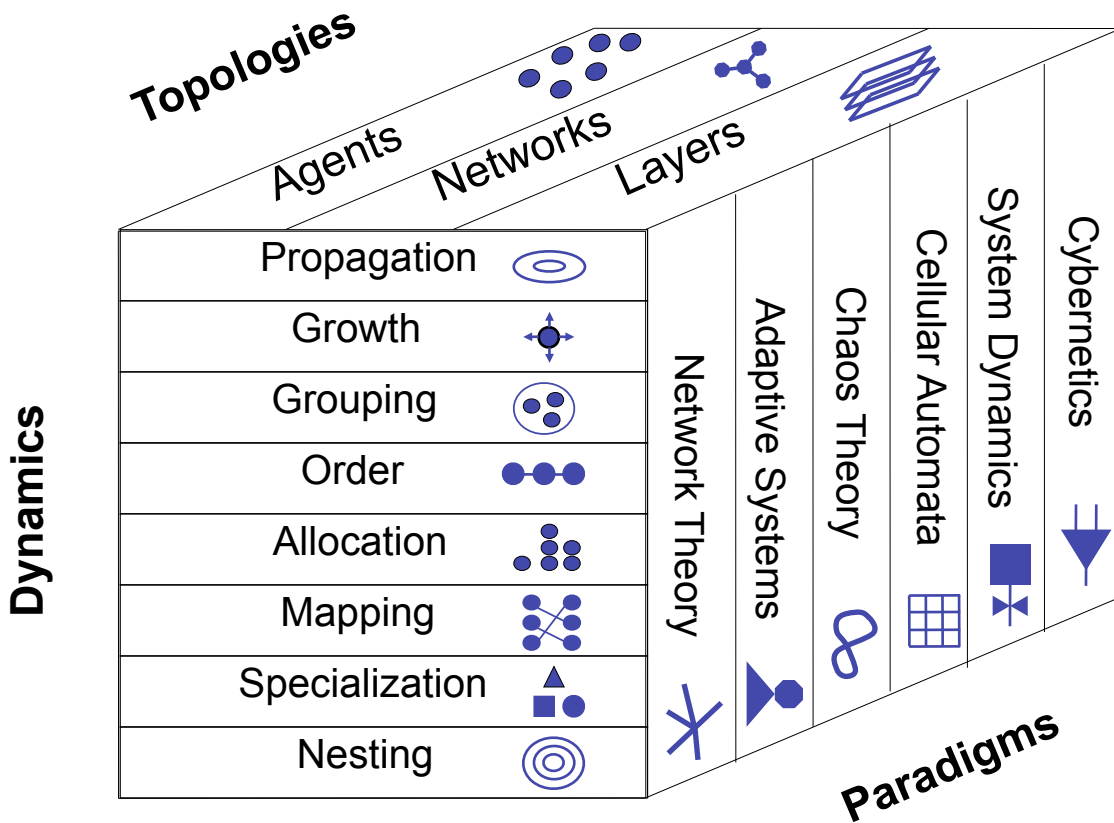 Topologies
Agents
Networks
Layers
Dynamics
Propagation
Growth
Grouping
Order
Allocation
Mapping
Specialization
Nesting
Network Theory
Adaptive Systems
Chaos Theory
Cellular Automata
System Dynamics
Cybernetics
Paradigms